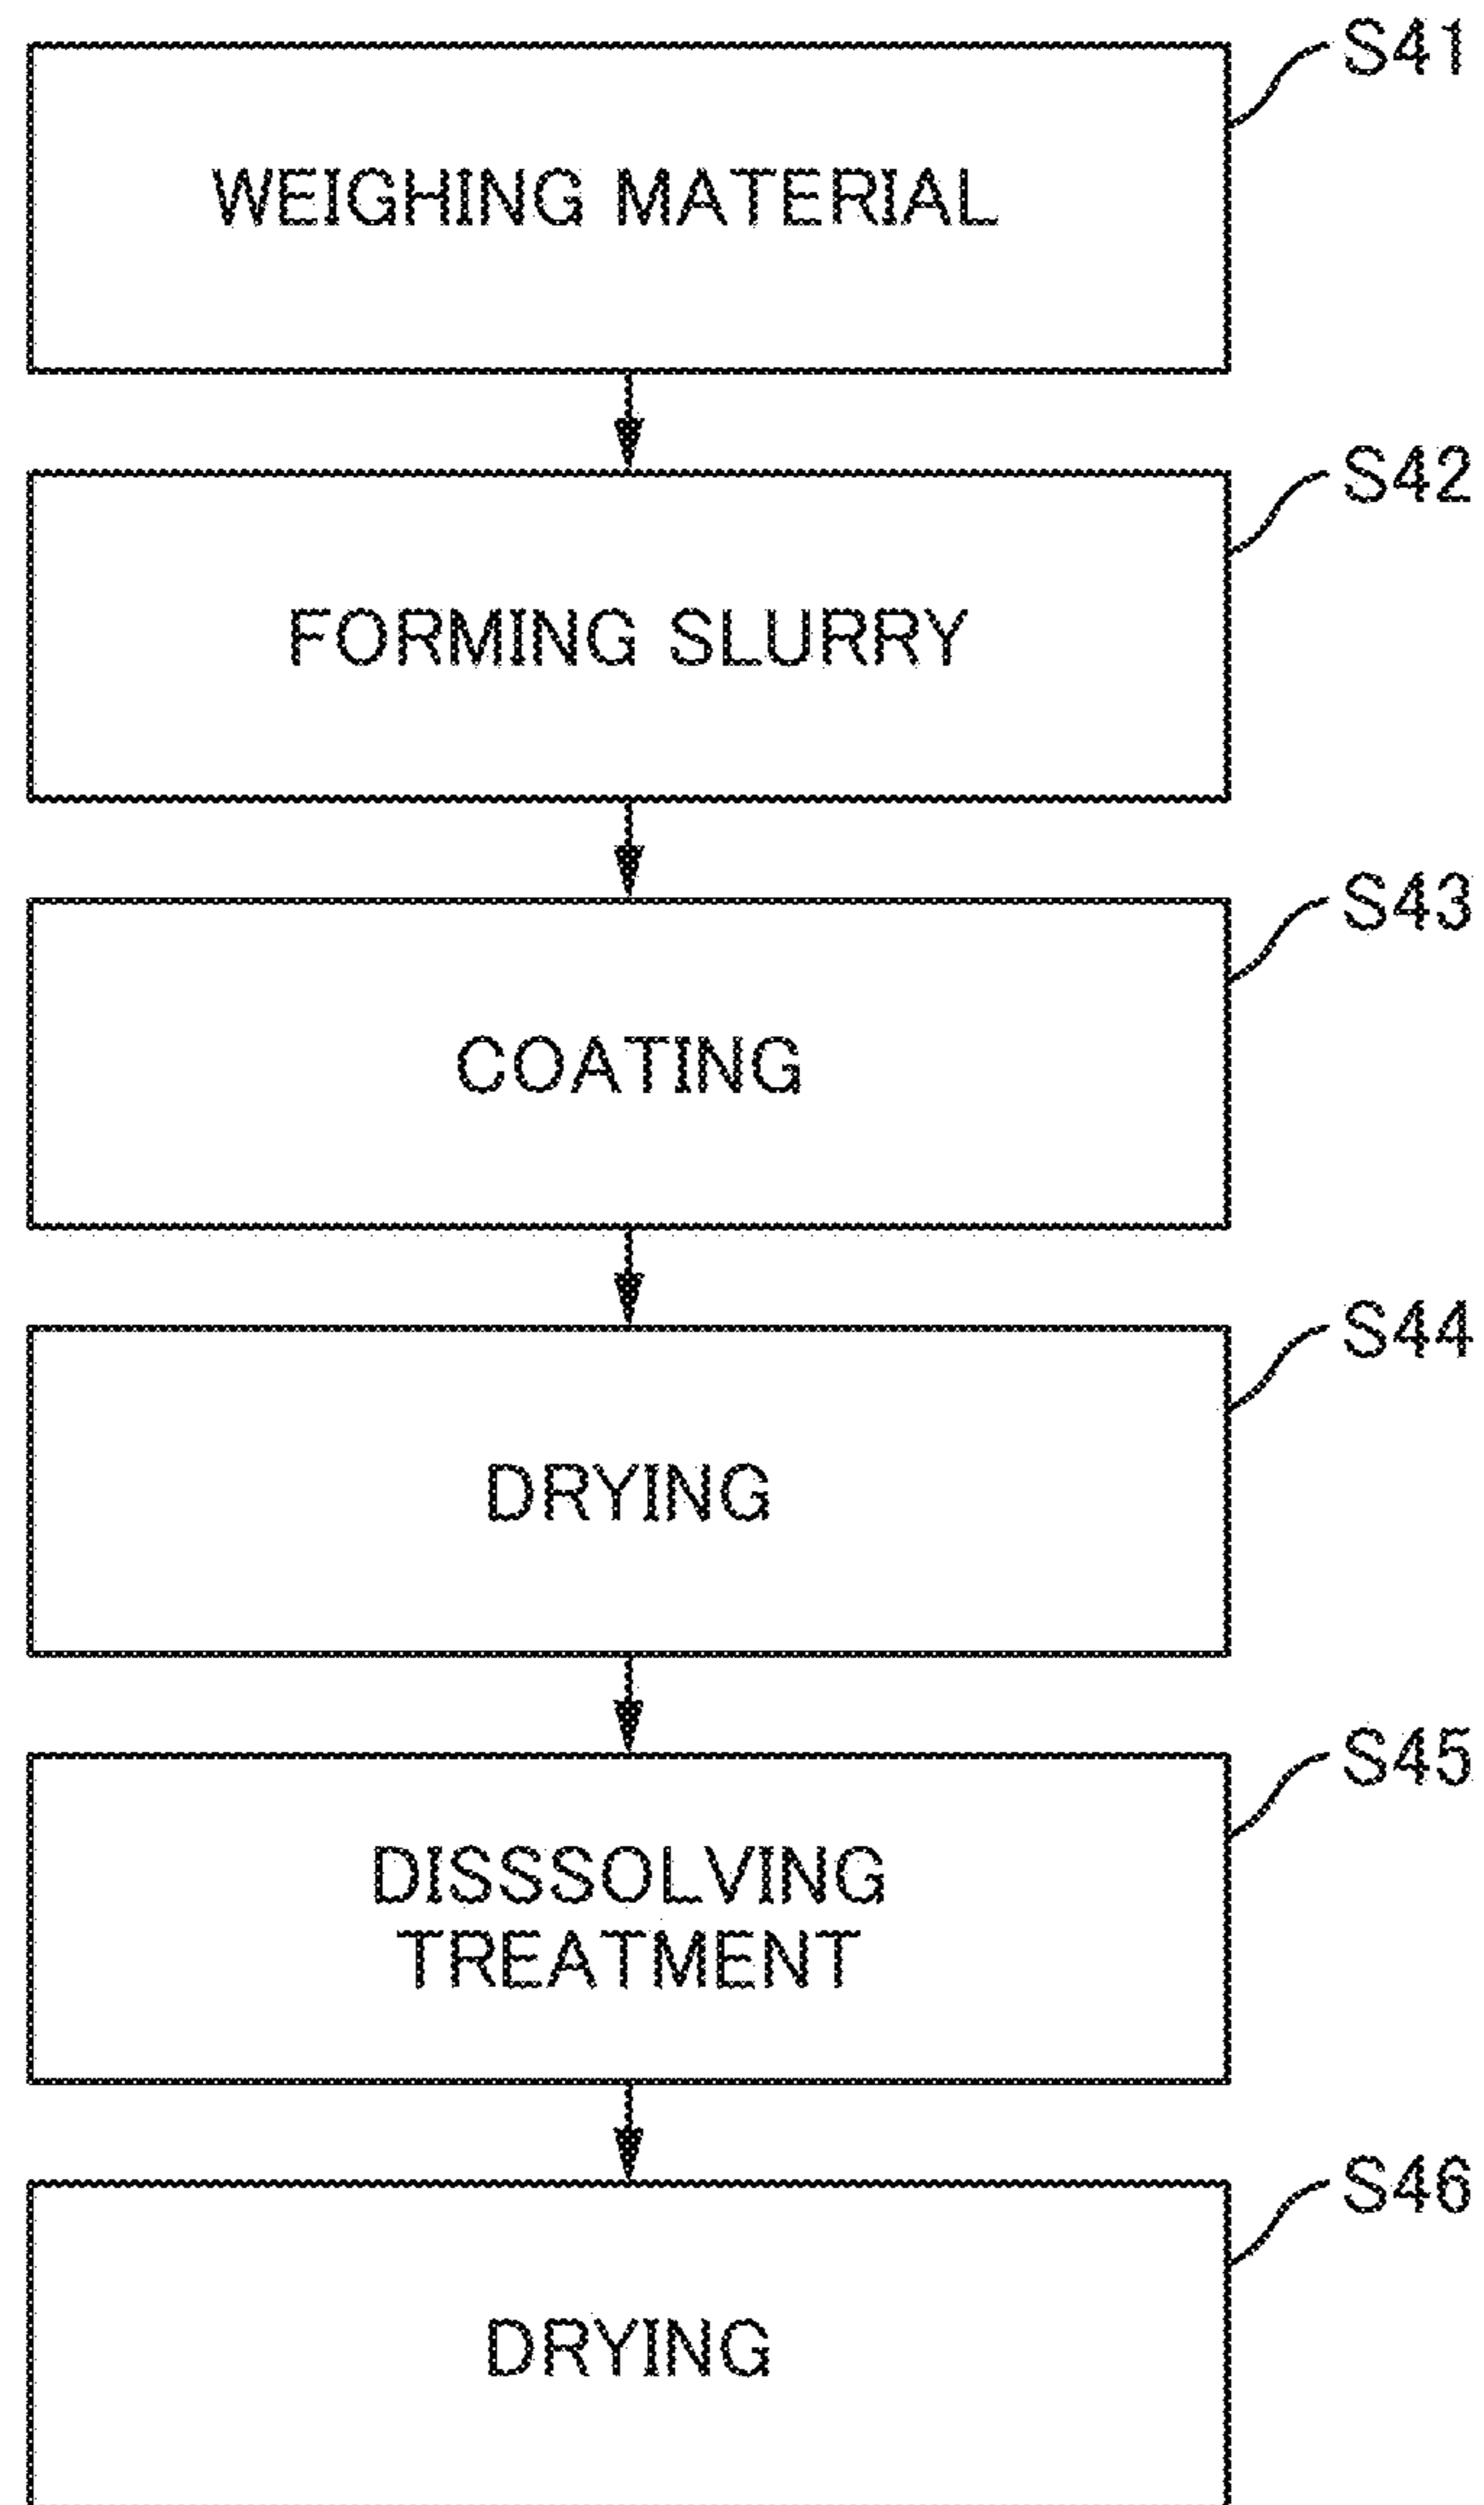 S41
WEIGHING MATERIAL
S42
FORMING SLURRY
S43
COATING
S44
DRYING
S45
DISSSOLVING
TREATMENT
S46
DRYING